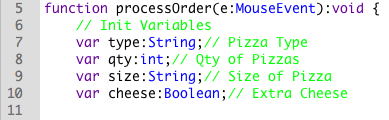 5 function processOrder(e:MouseEvent):void {
6 // Init Variables
7 var type:String;// Pizza Type
8 var qty:int;// Qty of Pizzas
9 var size:String;// Size of Pizza
10 var cheese:Boolean;// Extra Cheese
11